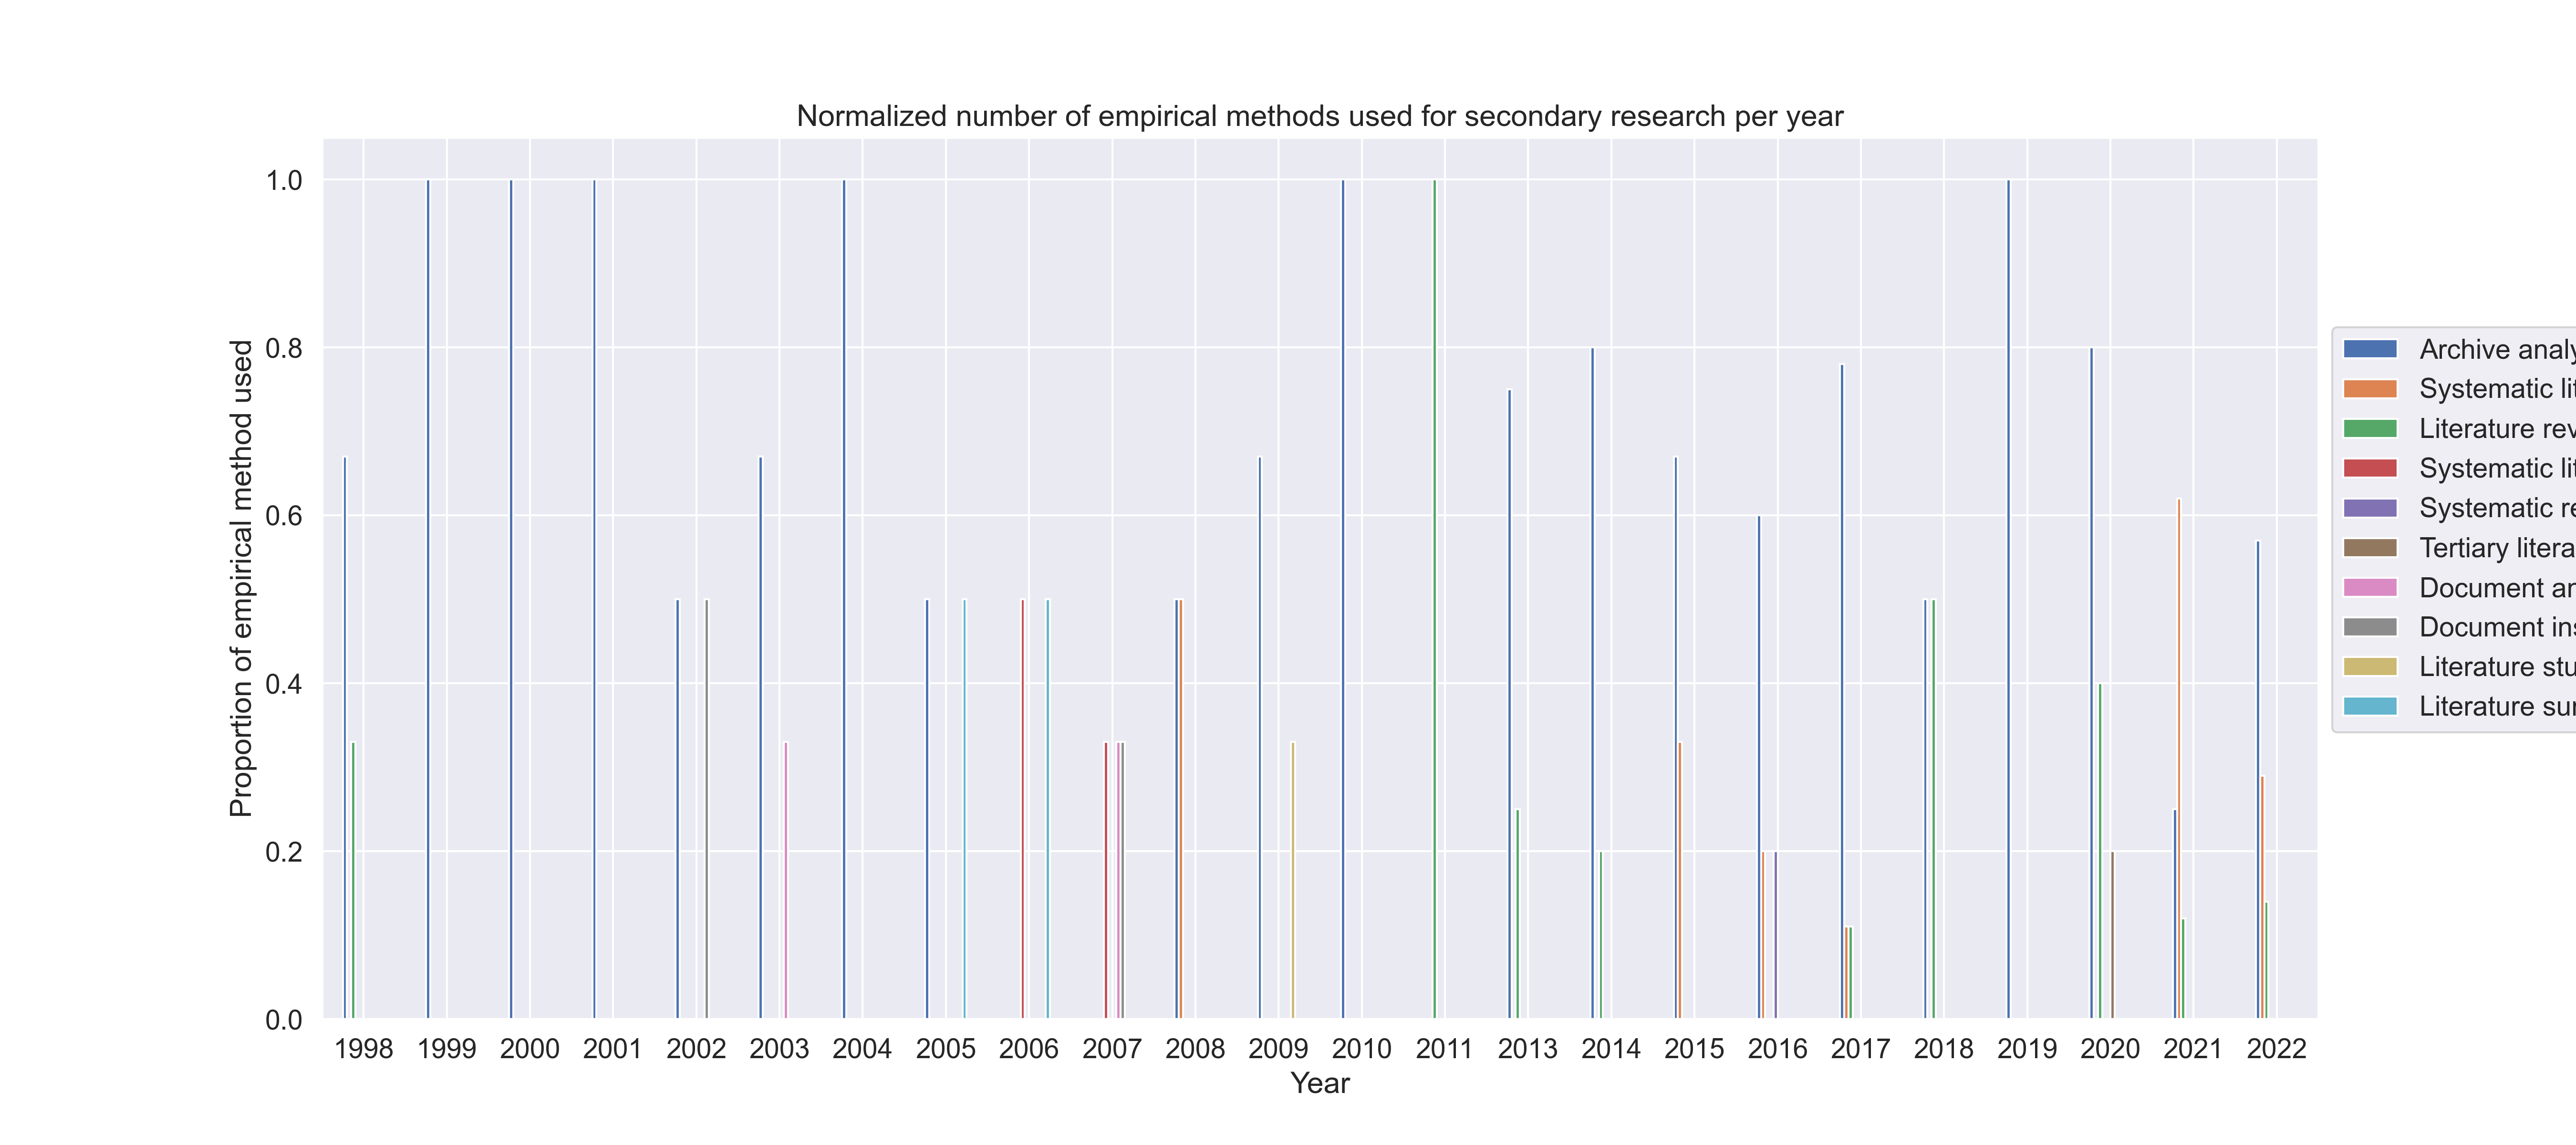 Normalized number of empirical methods used for secondary research per year
Proportion of empirical method used
1.0
0.8
0.6
0.4
0.2
0.0
1998 1999 2000 2001 2002 2003 2004 2005 2006 2007 2008 2009 2010 2011 2013 2014 2015 2016 2017 2018 2019 2020 2021 2022
Year
Archive analy
Systematic lit
Literature rev
Systematic lit
Systematic re
Tertiary litera
Document an
Document ins
Literature stu
Literature sur